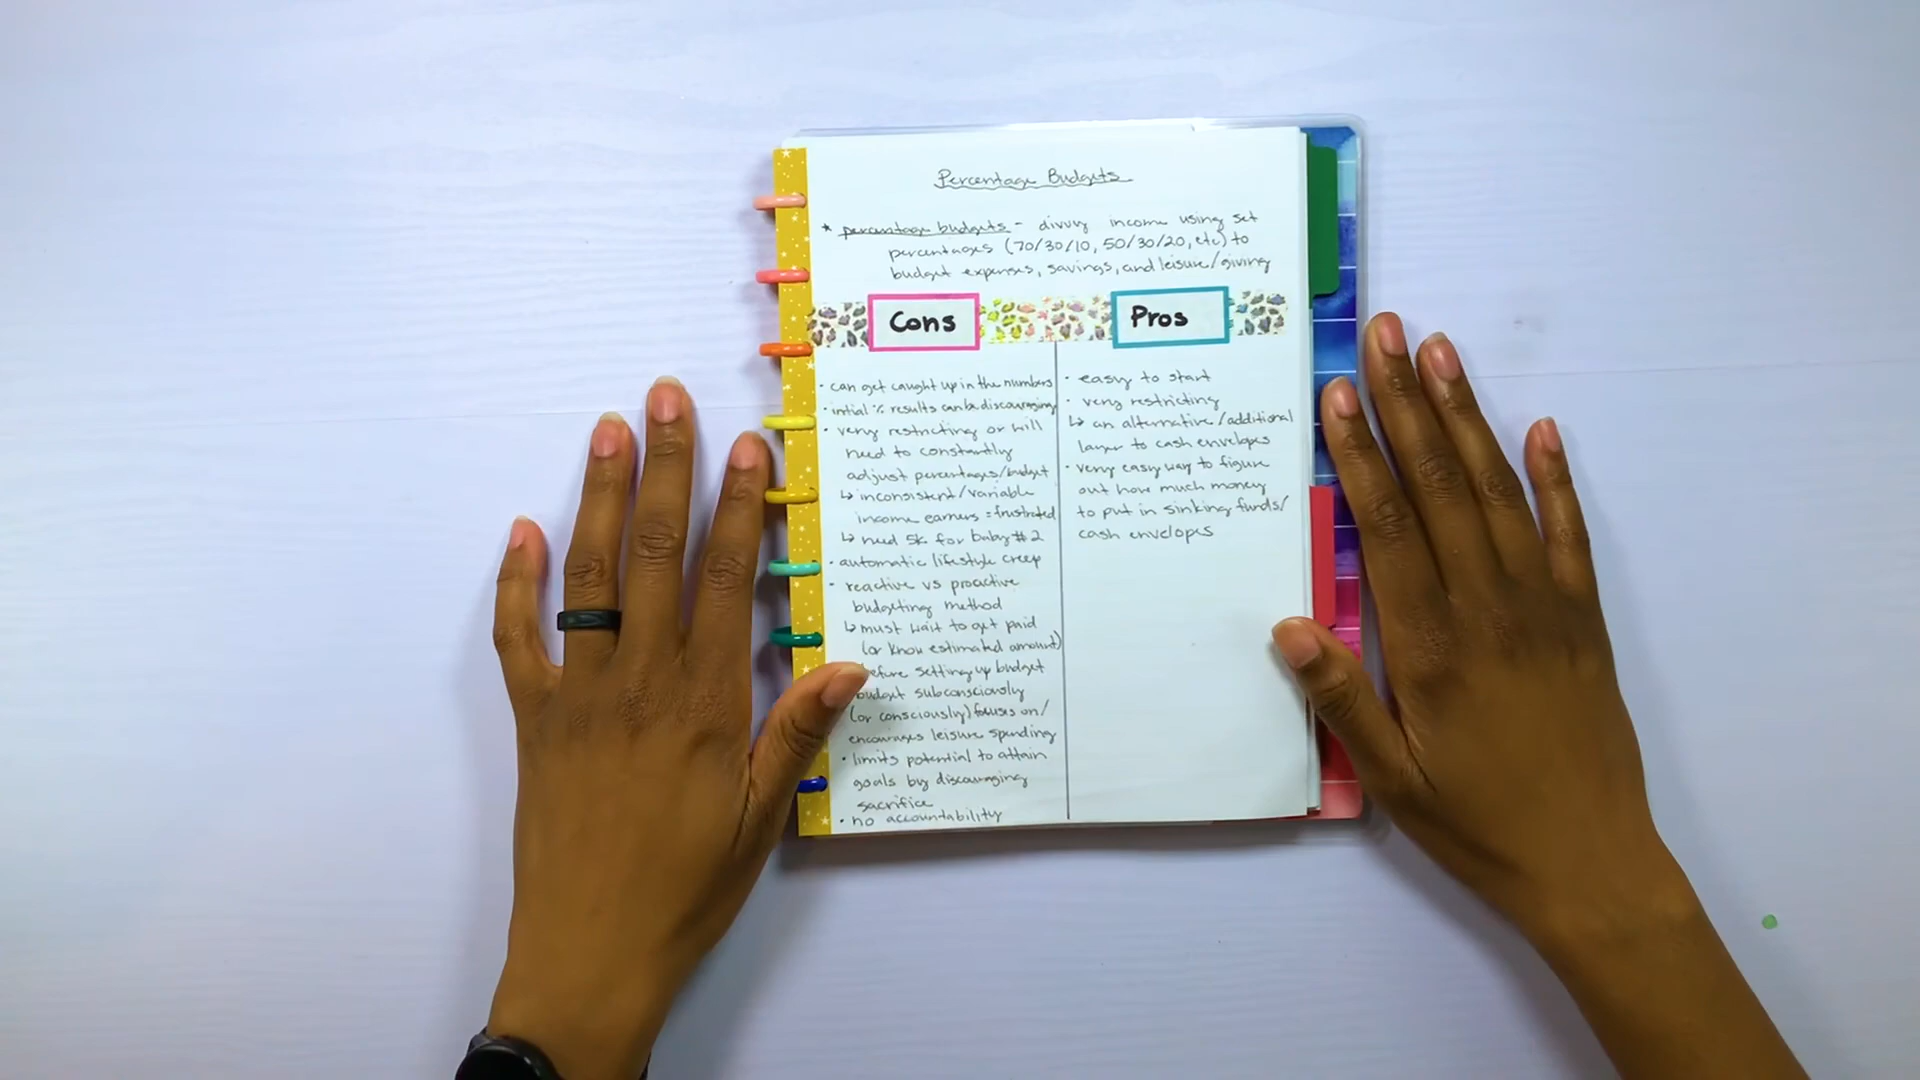 Percentage Budgets
* percentage budgets - divvy income using set
percentages (70/30/10, 50/30/20, etc) to
budget expenses, savings, and leisure/giving
Cons
• can get caught up in the numbers
• intial % results can be discouraging
• very restricting or will
need to constantly
adjust percentages/budget
↳ inconsistent/variable
income earners = frustrated
↳ need 5k for baby #2
• automatic lifestyle creep
• reactive vs proactive
budgeting method
↳ must wait to get paid
(or know estimated amount)
before setting up budget
budget subconsciously
(or consciously) focuses on/
encourages leisure spending
• limits potential to attain
goals by discouraging
sacrifice
• no accountability
Pros
• easy to start
• very restricting
↳ an alternative/additional
layer to cash envelopes
• very easy way to figure
out how much money
to put in sinking funds/
cash envelopes